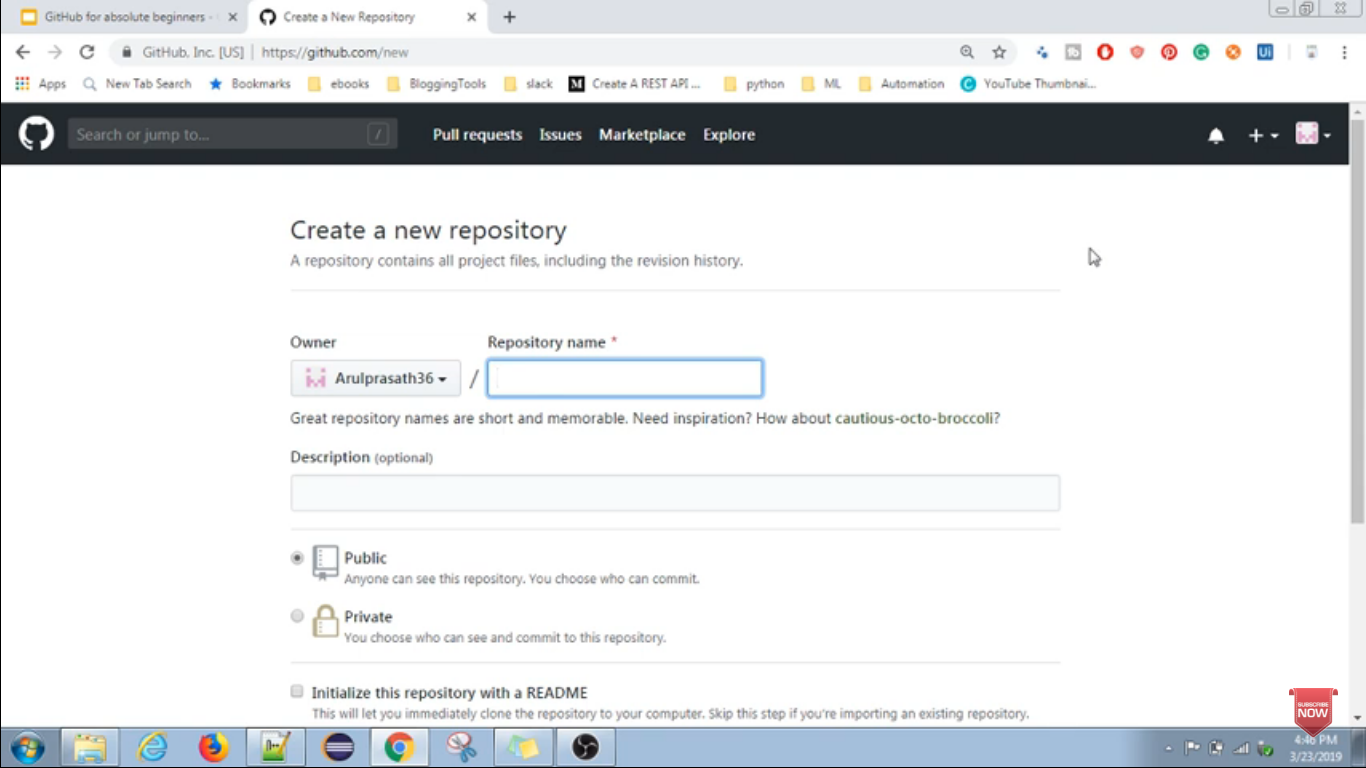 GitHub for absolute beginners -
Create a New Repository
GitHub, Inc. [US] | https://github.com/new
Apps New Tab Search Bookmarks ebooks BloggingTools slack M Create A REST API ... python ML Automation C YouTube Thumbnai...
Search or jump to... / Pull requests Issues Marketplace Explore
Create a new repository
A repository contains all project files, including the revision history.
Owner Repository name *
Arulprasath36 /
Great repository names are short and memorable. Need inspiration? How about cautious-octo-broccoli?
Description (optional)
Public
Anyone can see this repository. You choose who can commit.
Private
You choose who can see and commit to this repository.
Initialize this repository with a README
This will let you immediately clone the repository to your computer. Skip this step if you're importing an existing repository.
SUBSCRIBE
NOW
4:46 PM
3/23/2019